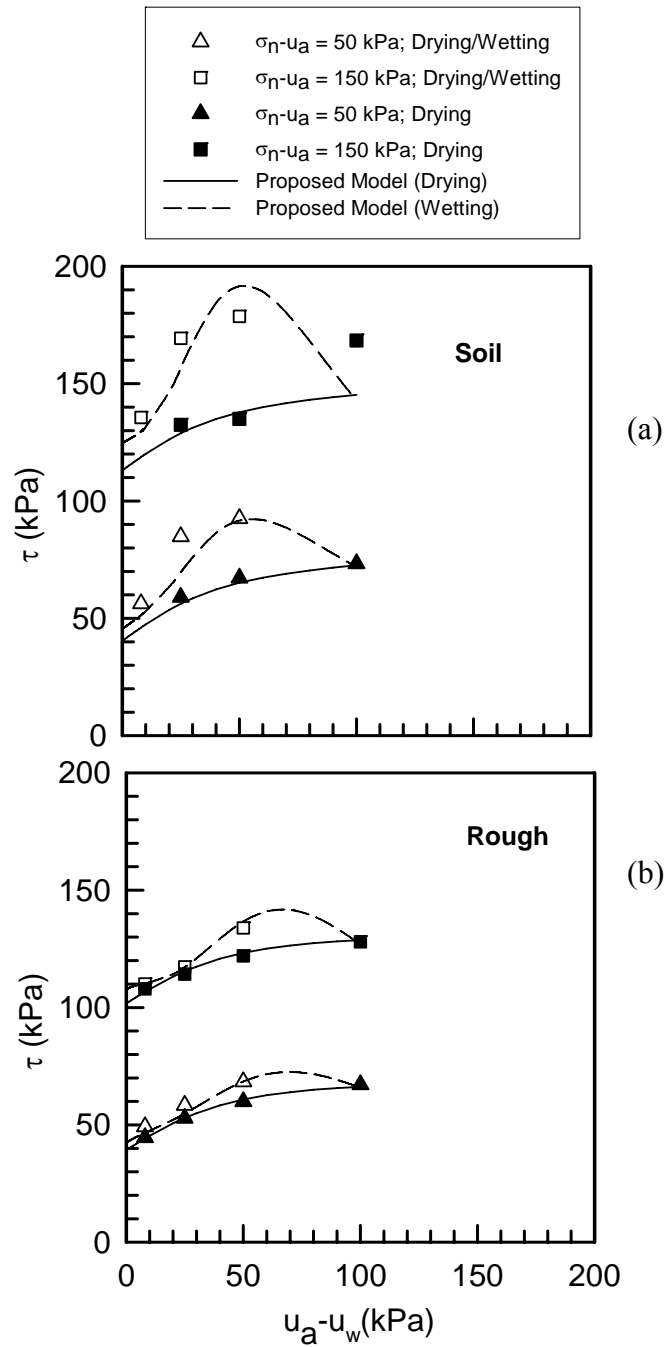 σn-ua = 50 kPa; Drying/Wetting
σn-ua = 150 kPa; Drying/Wetting
σn-ua = 50 kPa; Drying
σn-ua = 150 kPa; Drying
Proposed Model (Drying)
Proposed Model (Wetting)
200
150
100
50
0
τ (kPa)
Soil
(a)
200
150
100
50
0
τ (kPa)
Rough
(b)
0 50 100 150 200
ua-uw(kPa)